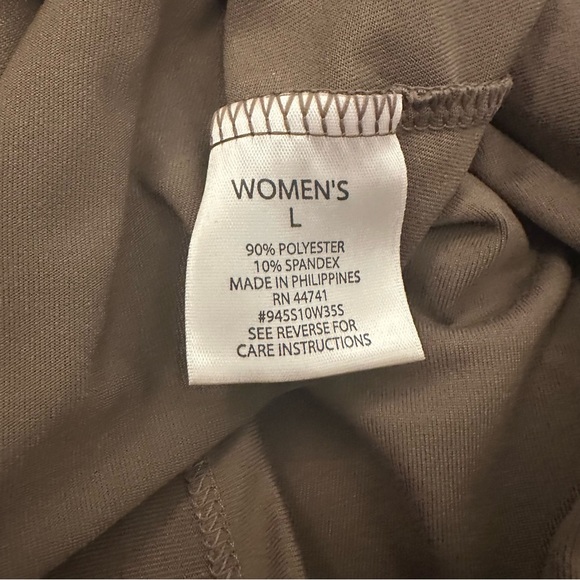 WOMEN'S
L
90% POLYESTER
10% SPANDEX
MADE IN PHILIPPINES
RN 44741
#945S10W35S
SEE REVERSE FOR
CARE INSTRUCTIONS